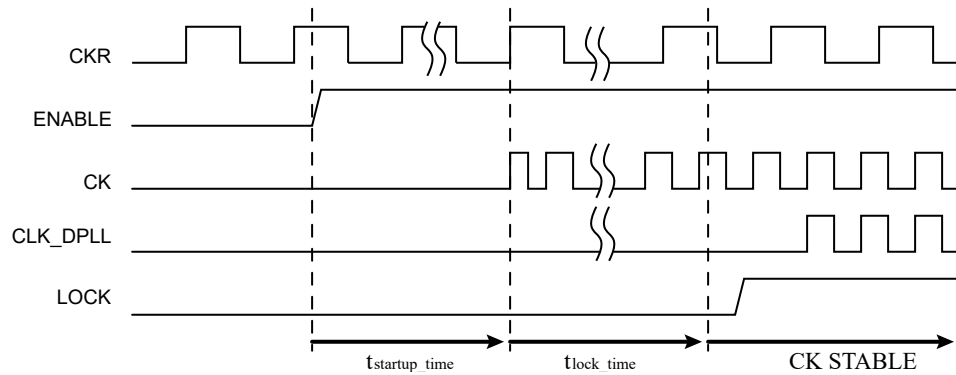 CKR
ENABLE
CK
CLK_DPLL
LOCK
tstartup_time tlock_time CK STABLE